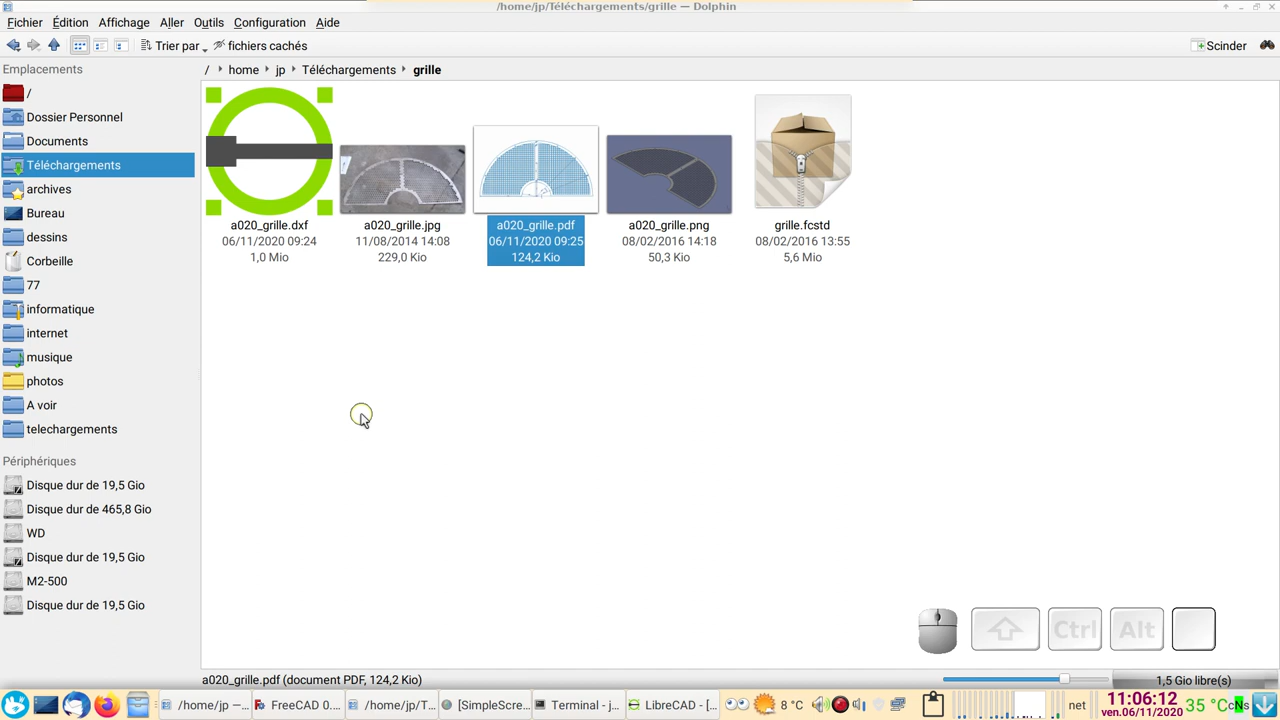 /home/jp/Téléchargements/grille — Dolphin
Fichier Édition Affichage Aller Outils Configuration Aide
Trier par fichiers cachés Scinder
Emplacements
/ home jp Téléchargements grille
/
Dossier Personnel
Documents
Téléchargements
archives
Bureau
dessins
Corbeille
77
informatique
internet
musique
photos
A voir
telechargements
Périphériques
Disque dur de 19,5 Gio
Disque dur de 465,8 Gio
WD
Disque dur de 19,5 Gio
M2-500
Disque dur de 19,5 Gio
a020_grille.dxf
06/11/2020 09:24
1,0 Mio
a020_grille.jpg
11/08/2014 14:08
229,0 Kio
a020_grille.pdf
06/11/2020 09:25
124,2 Kio
a020_grille.png
08/02/2016 14:18
50,3 Kio
grille.fcstd
08/02/2016 13:55
5,6 Mio
Ctrl Alt
a020_grille.pdf (document PDF, 124,2 Kio)
1,5 Gio libre(s)
/home/jp —...
FreeCAD 0...
/home/jp/T...
[SimpleScre...
Terminal - j...
LibreCAD - [...
8 °C
net
11:06:12
ven.06/11/2020
35 °C